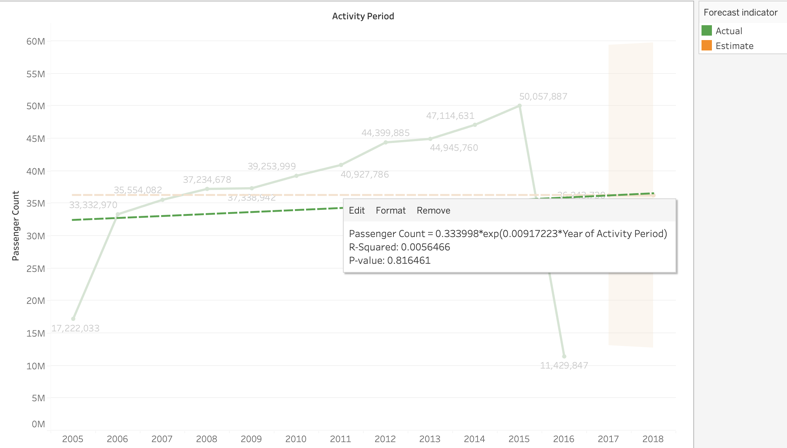 Activity Period
Forecast indicator
Actual
Estimate
60M
55M
50M
45M
40M
35M
30M
25M
20M
15M
10M
5M
0M
Passenger Count
17,222,033
33,332,970
35,554,082
37,234,678
37,338,942
39,253,999
40,927,786
44,399,885
44,945,760
47,114,631
50,057,887
11,429,847
Edit Format Remove
Passenger Count = 0.333998*exp(0.00917223*Year of Activity Period)
R-Squared: 0.0056466
P-value: 0.816461
2005 2006 2007 2008 2009 2010 2011 2012 2013 2014 2015 2016 2017 2018